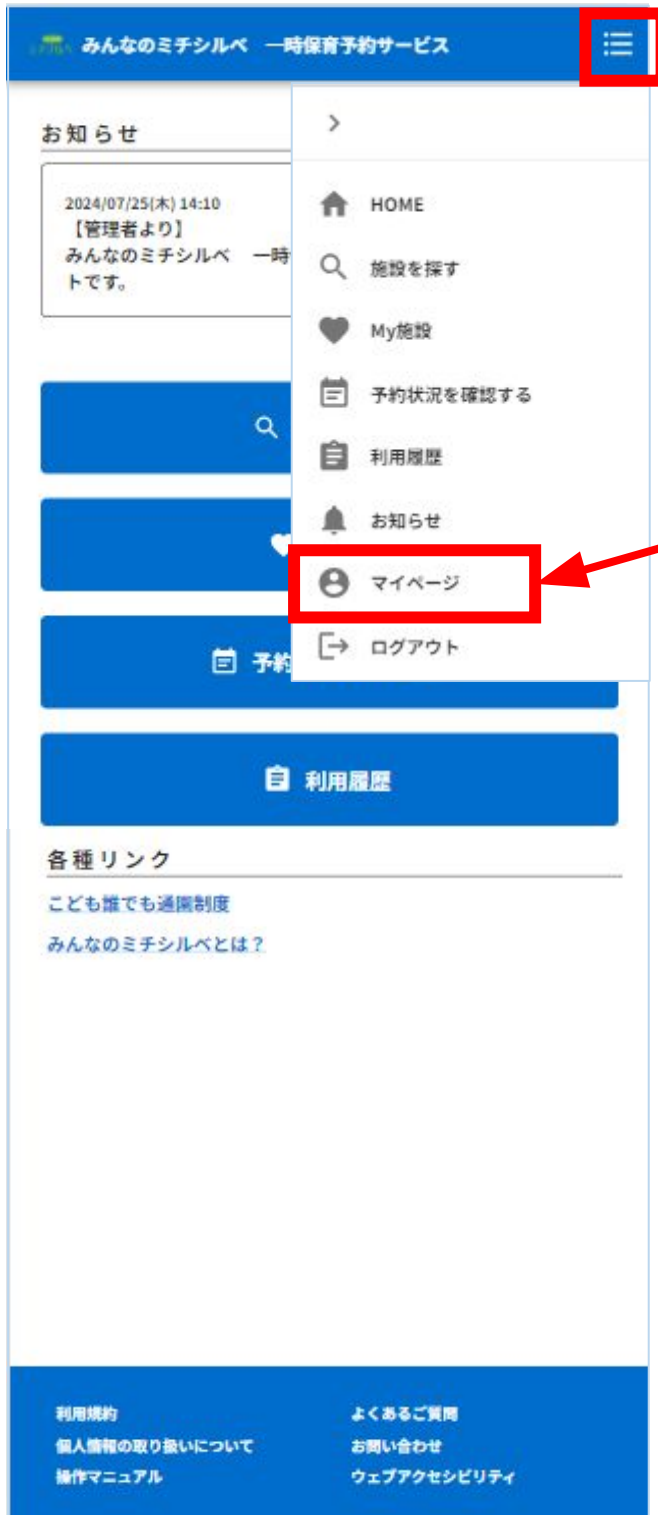 みんなのミチシルベ　一時保育予約サービス
お知らせ
2024/07/25(木) 14:10
【管理者より】
みんなのミチシルベ　一時
トです。
HOME
施設を探す
My施設
予約状況を確認する
利用履歴
お知らせ
マイページ
ログアウト
予約
利用履歴
各種リンク
こども誰でも通園制度
みんなのミチシルベとは？
利用規約
よくあるご質問
個人情報の取り扱いについて
お問い合わせ
操作マニュアル
ウェブアクセシビリティ